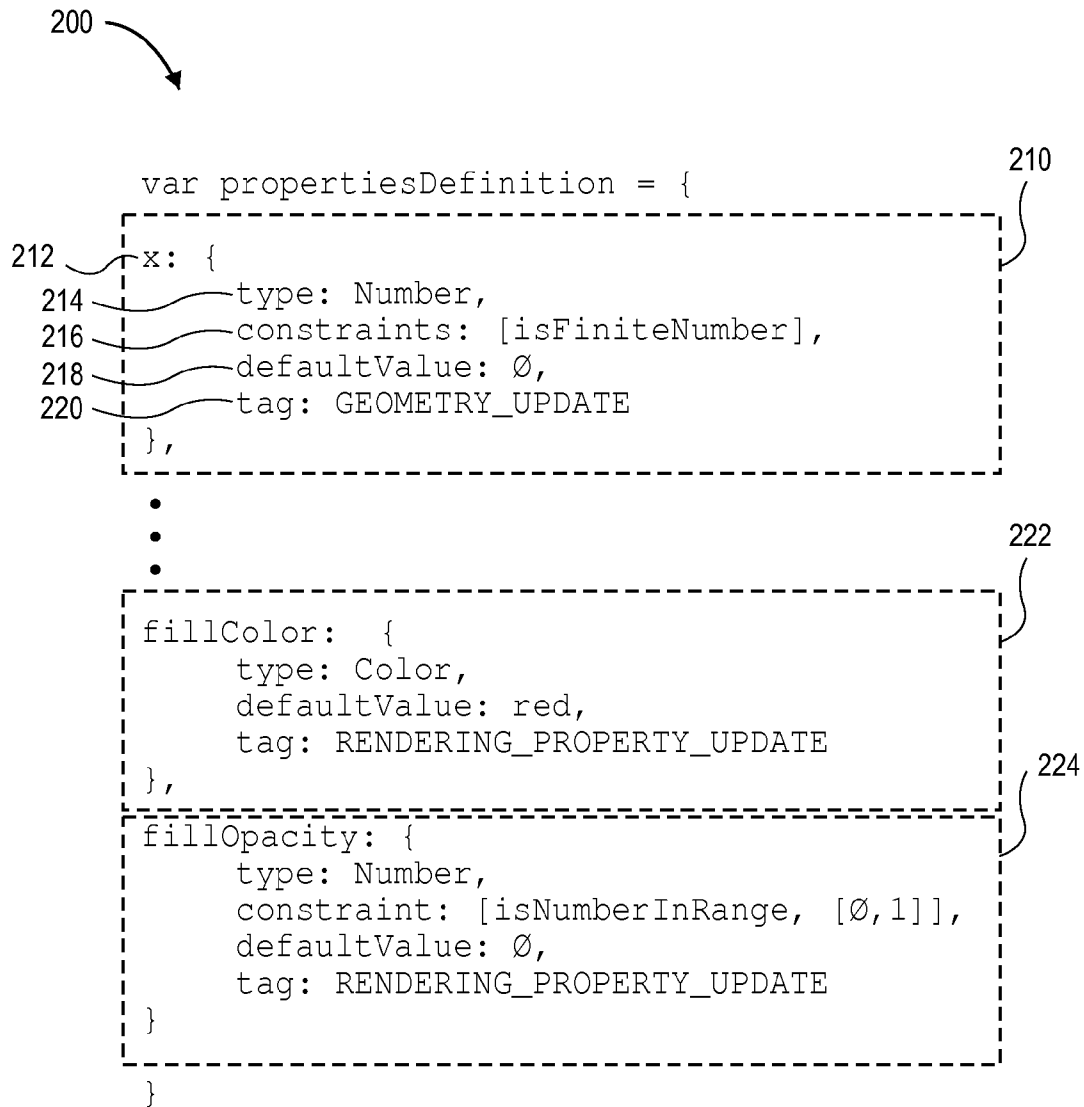 200
var propertiesDefinition = {
210
212 x: {
214 type: Number,
216 constraints: [isFiniteNumber],
218 defaultValue: Ø,
220 tag: GEOMETRY_UPDATE
},
222
fillColor: {
type: Color,
defaultValue: red,
tag: RENDERING_PROPERTY_UPDATE
},
224
fillOpacity: {
type: Number,
constraint: [isNumberInRange, [Ø,1]],
defaultValue: Ø,
tag: RENDERING_PROPERTY_UPDATE
}
}